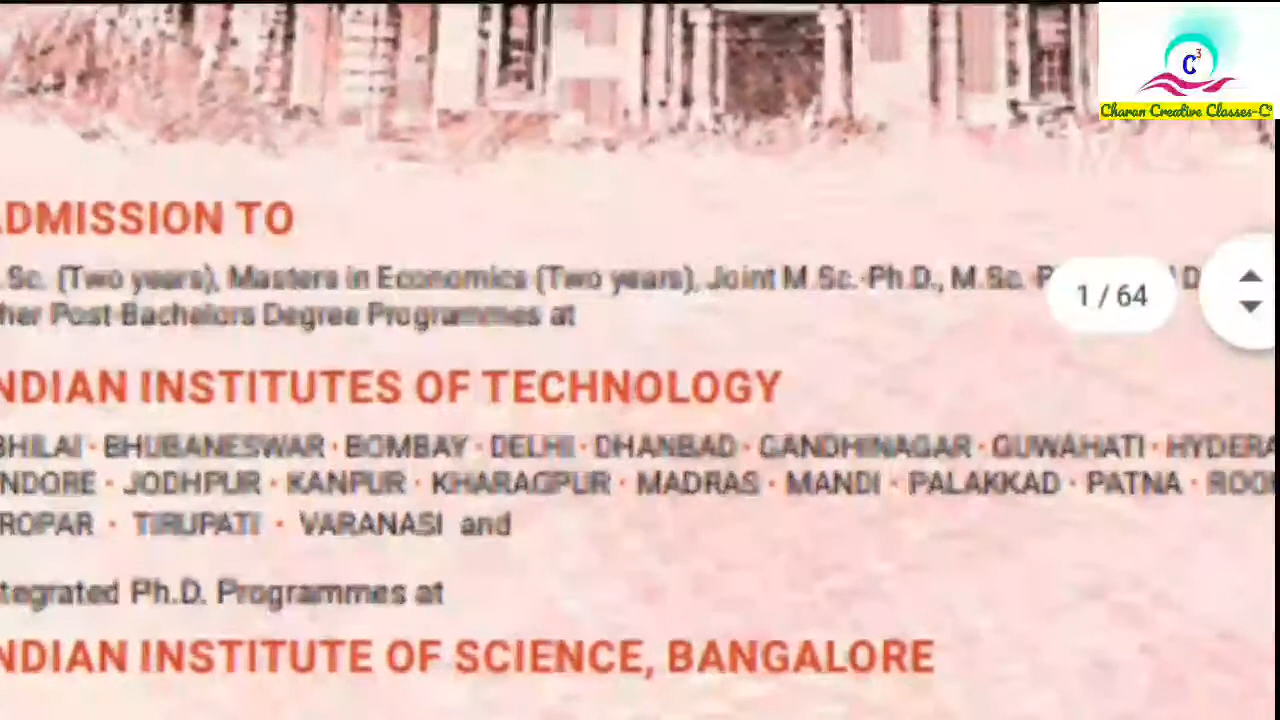 C3
Charan Creative Classes-C3
ADMISSION TO
.Sc. (Two years), Masters in Economics (Two years), Joint M.Sc.-Ph.D., M.Sc.
her Post-Bachelors Degree Programmes at
1 / 64
NDIAN INSTITUTES OF TECHNOLOGY
BHILAI · BHUBANESWAR · BOMBAY · DELHI · DHANBAD · GANDHINAGAR · GUWAHATI · HYDERA
NDORE · JODHPUR · KANPUR · KHARAGPUR · MADRAS · MANDI · PALAKKAD · PATNA · ROO
ROPAR · TIRUPATI · VARANASI and
tegrated Ph.D. Programmes at
NDIAN INSTITUTE OF SCIENCE, BANGALORE